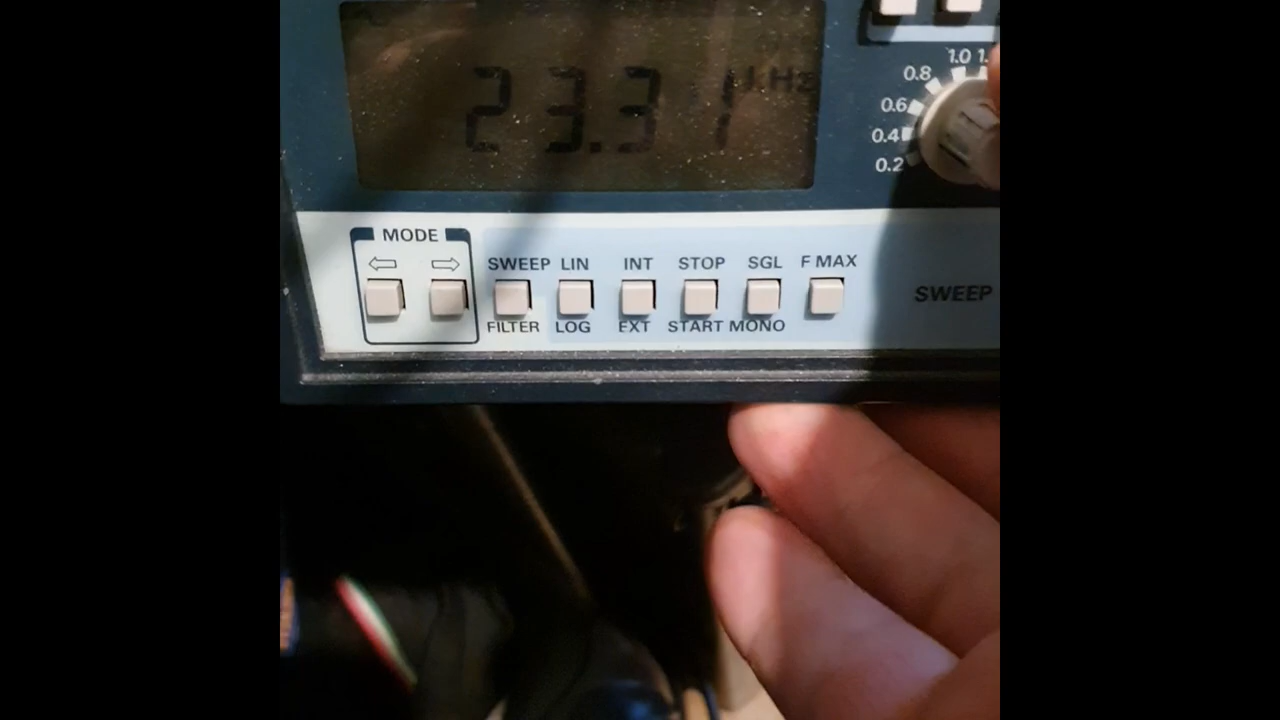 1.0 1.
0.8
23.31 kHz
0.6
0.4
0.2
MODE
SWEEP LIN INT STOP SGL F MAX
SWEEP
FILTER LOG EXT START MONO